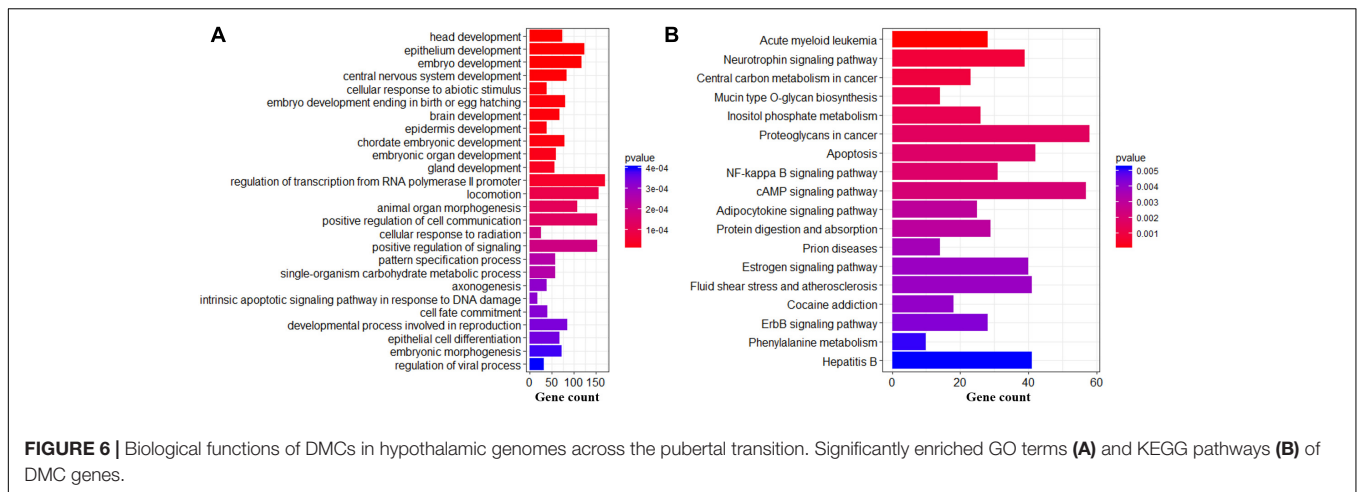 A
head development
epithelium development
embryo development
central nervous system development
cellular response to abiotic stimulus
embryo development ending in birth or egg hatching
brain development
epidermis development
chordate embryonic development
embryonic organ development
gland development
regulation of transcription from RNA polymerase II promoter
locomotion
animal organ morphogenesis
positive regulation of cell communication
cellular response to radiation
positive regulation of signaling
pattern specification process
single-organism carbohydrate metabolic process
axonogenesis
intrinsic apoptotic signaling pathway in response to DNA damage
cell fate commitment
developmental process involved in reproduction
epithelial cell differentiation
embryonic morphogenesis
regulation of viral process
0 50 100 150
Gene count
pvalue
4e-04
2e-04
1e-04
B
Acute myeloid leukemia
Neurotrophin signaling pathway
Central carbon metabolism in cancer
Mucin type O-glycan biosynthesis
Inositol phosphate metabolism
Proteoglycans in cancer
Apoptosis
NF-kappa B signaling pathway
cAMP signaling pathway
Adipocytokine signaling pathway
Protein digestion and absorption
Prion diseases
Estrogen signaling pathway
Fluid shear stress and atherosclerosis
Cocaine addiction
ErbB signaling pathway
Phenylalanine metabolism
Hepatitis B
0 20 40 60
Gene count
pvalue
0.005
0.004
0.003
0.002
0.001
FIGURE 6 | Biological functions of DMCs in hypothalamic genomes across the pubertal transition. Significantly enriched GO terms (A) and KEGG pathways (B) of
DMC genes.